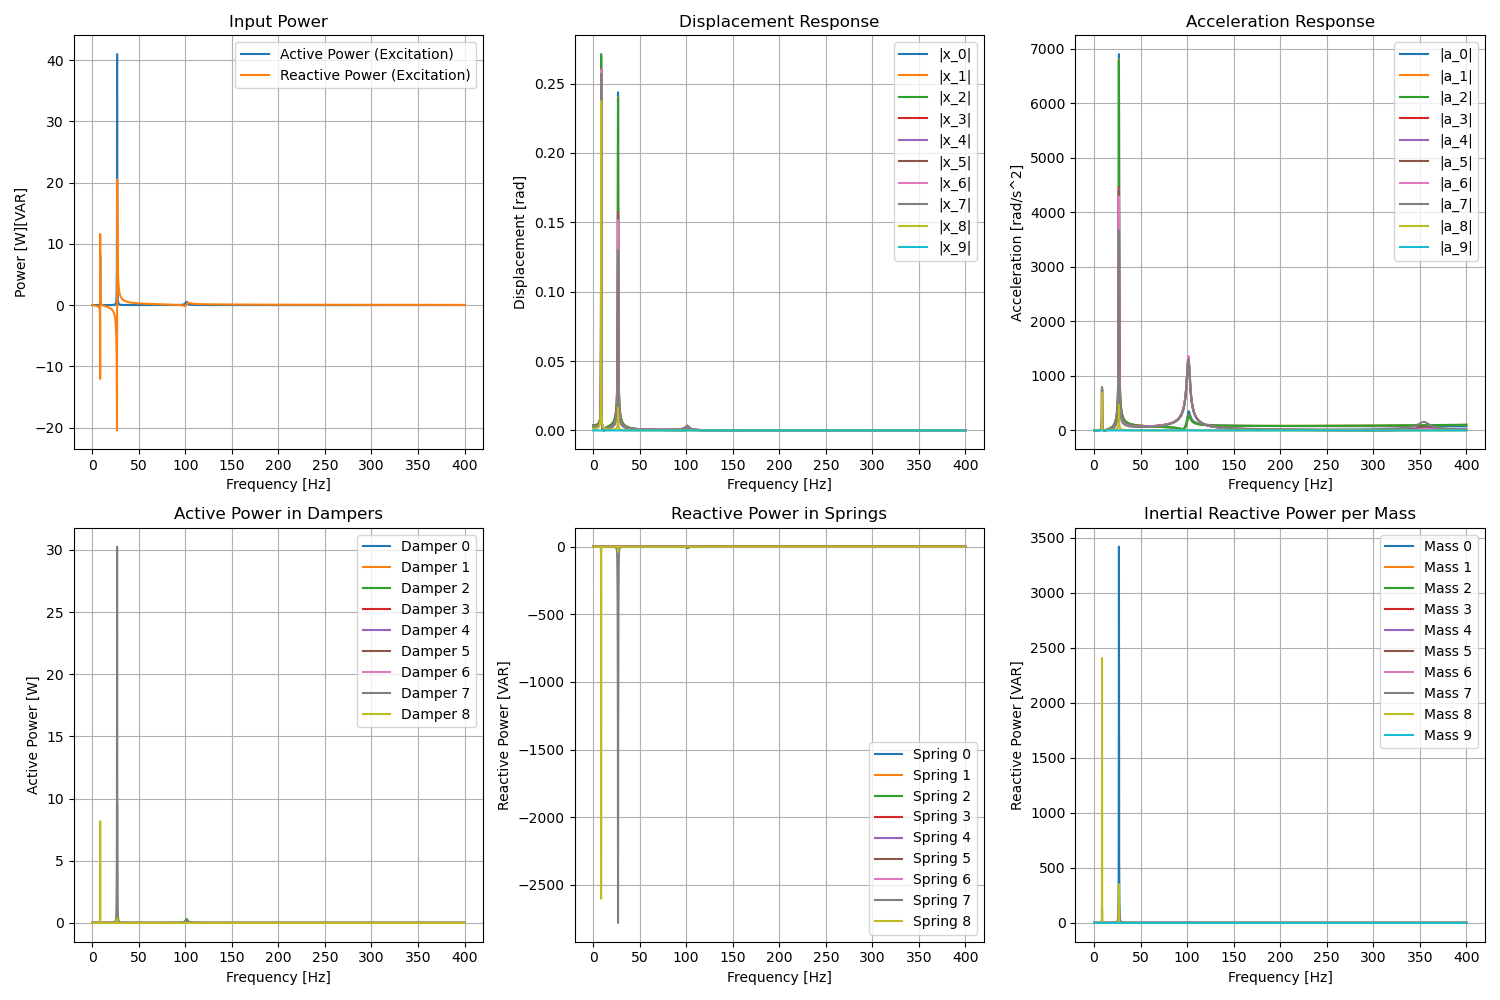 Input Power
Power [W][VAR]
40
30
20
10
0
−10
−20
Active Power (Excitation)
Reactive Power (Excitation)
0 50 100 150 200 250 300 350 400
Frequency [Hz]
Displacement Response
Displacement [rad]
0.25
0.20
0.15
0.10
0.05
0.00
|x_0|
|x_1|
|x_2|
|x_3|
|x_4|
|x_5|
|x_6|
|x_7|
|x_8|
|x_9|
0 50 100 150 200 250 300 350 400
Frequency [Hz]
Acceleration Response
Acceleration [rad/s^2]
7000
6000
5000
4000
3000
2000
1000
0
|a_0|
|a_1|
|a_2|
|a_3|
|a_4|
|a_5|
|a_6|
|a_7|
|a_8|
|a_9|
0 50 100 150 200 250 300 350 400
Frequency [Hz]
Active Power in Dampers
Active Power [W]
30
25
20
15
10
5
0
Damper 0
Damper 1
Damper 2
Damper 3
Damper 4
Damper 5
Damper 6
Damper 7
Damper 8
0 50 100 150 200 250 300 350 400
Frequency [Hz]
Reactive Power in Springs
Reactive Power [VAR]
0
−500
−1000
−1500
−2000
−2500
Spring 0
Spring 1
Spring 2
Spring 3
Spring 4
Spring 5
Spring 6
Spring 7
Spring 8
0 50 100 150 200 250 300 350 400
Frequency [Hz]
Inertial Reactive Power per Mass
Reactive Power [VAR]
3500
3000
2500
2000
1500
1000
500
0
Mass 0
Mass 1
Mass 2
Mass 3
Mass 4
Mass 5
Mass 6
Mass 7
Mass 8
Mass 9
0 50 100 150 200 250 300 350 400
Frequency [Hz]